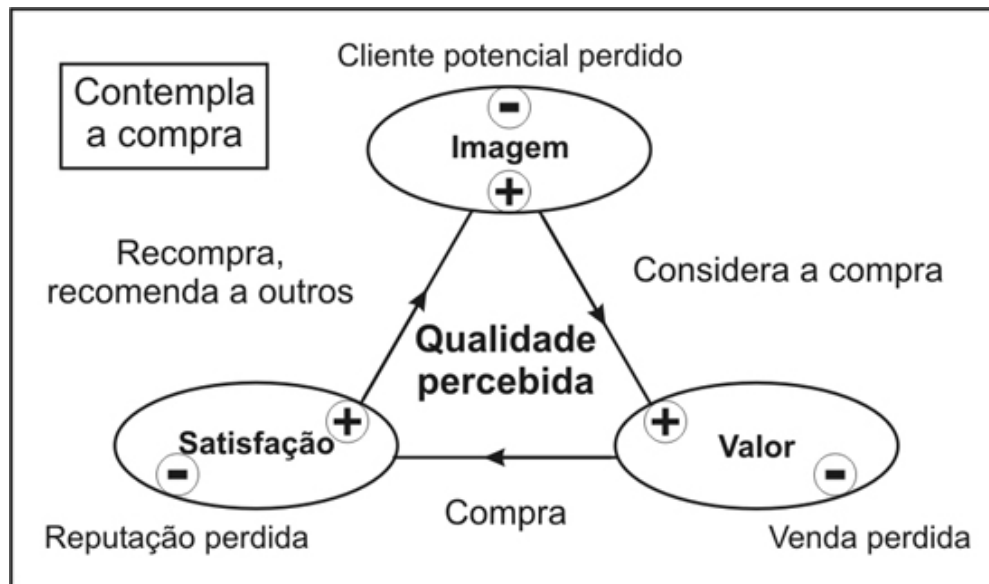 Cliente potencial perdido
Contempla
a compra
-
Imagem
+
Recompra,
recomenda a outros
Considera a compra
Qualidade
percebida
+
Satisfação
-
+
Valor
-
Compra
Reputação perdida
Venda perdida